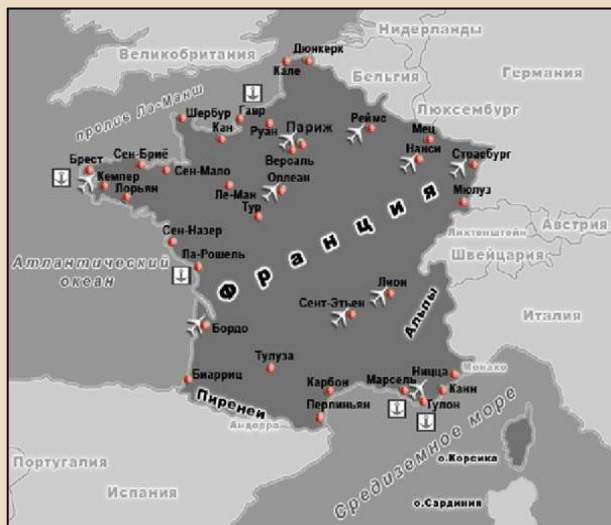 Нидерланды
Великобритания
Дюнкерк
Кале
Бельгия
Германия
пролив Ла-Манш
Люксембург
Шербур
Гавр
Кан
Руан
Париж
Версаль
Реймс
Мец
Нанси
Стоасбург
Мюлуз
Брест
Кемпер
Сен-Бриё
Сен-Мало
Лорьян
Ле-Ман
Оолеан
Тур
Франция
Лихтенштейн
Австрия
Швейцария
Сен-Назер
Ла-Рошель
Атлантический
океан
Лион
Сент-Этьен
Альпы
Италия
Бордо
Тулуза
Биарриц
Пиренеи
Андорра
Карбон
Перпиньян
Марсель
Ницца
Монако
Канн
Тулон
Средиземное море
о.Корсика
о.Сардиния
Португалия
Испания